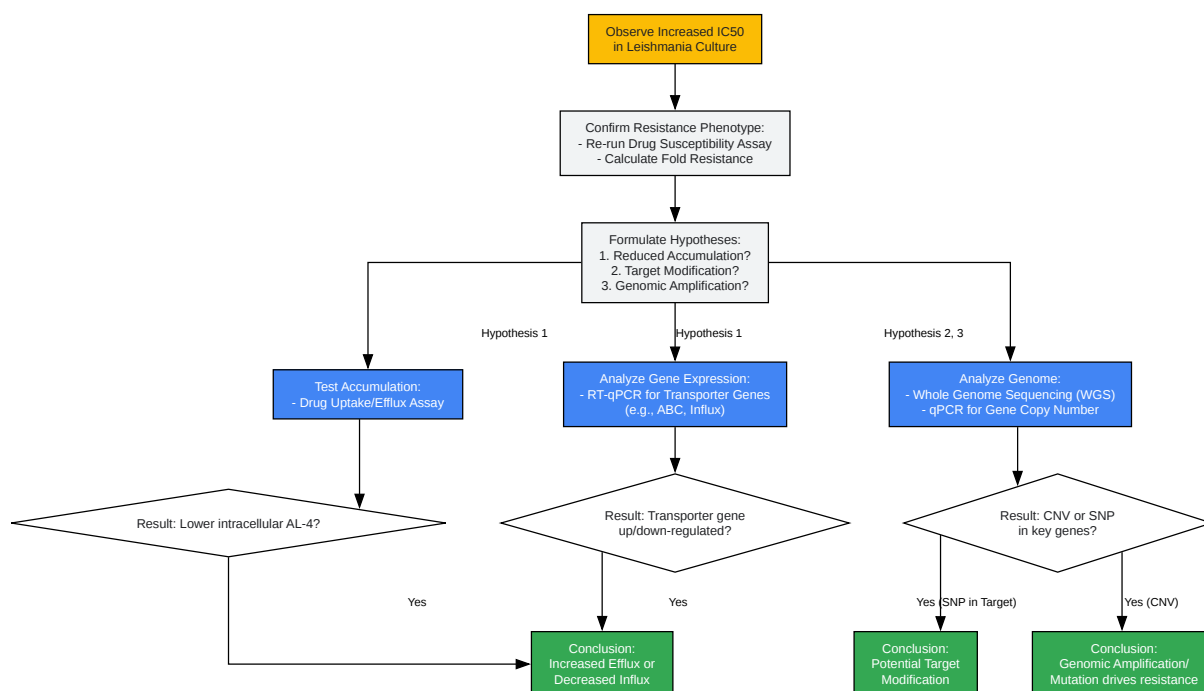 Observe Increased IC50
in Leishmania Culture
Confirm Resistance Phenotype:
- Re-run Drug Susceptibility Assay
- Calculate Fold Resistance
Formulate Hypotheses:
1. Reduced Accumulation?
2. Target Modification?
3. Genomic Amplification?
Hypothesis 1
Hypothesis 1
Hypothesis 2, 3
Test Accumulation:
- Drug Uptake/Efflux Assay
Analyze Gene Expression:
- RT-qPCR for Transporter Genes
(e.g., ABC, Influx)
Analyze Genome:
- Whole Genome Sequencing (WGS)
- qPCR for Gene Copy Number
Result: Lower intracellular AL-4?
Result: Transporter gene
up/down-regulated?
Result: CNV or SNP
in key genes?
Yes
Yes
Yes (SNP in Target)
Yes (CNV)
Conclusion:
Increased Efflux or
Decreased Influx
Conclusion:
Potential Target
Modification
Conclusion:
Genomic Amplification/
Mutation drives resistance